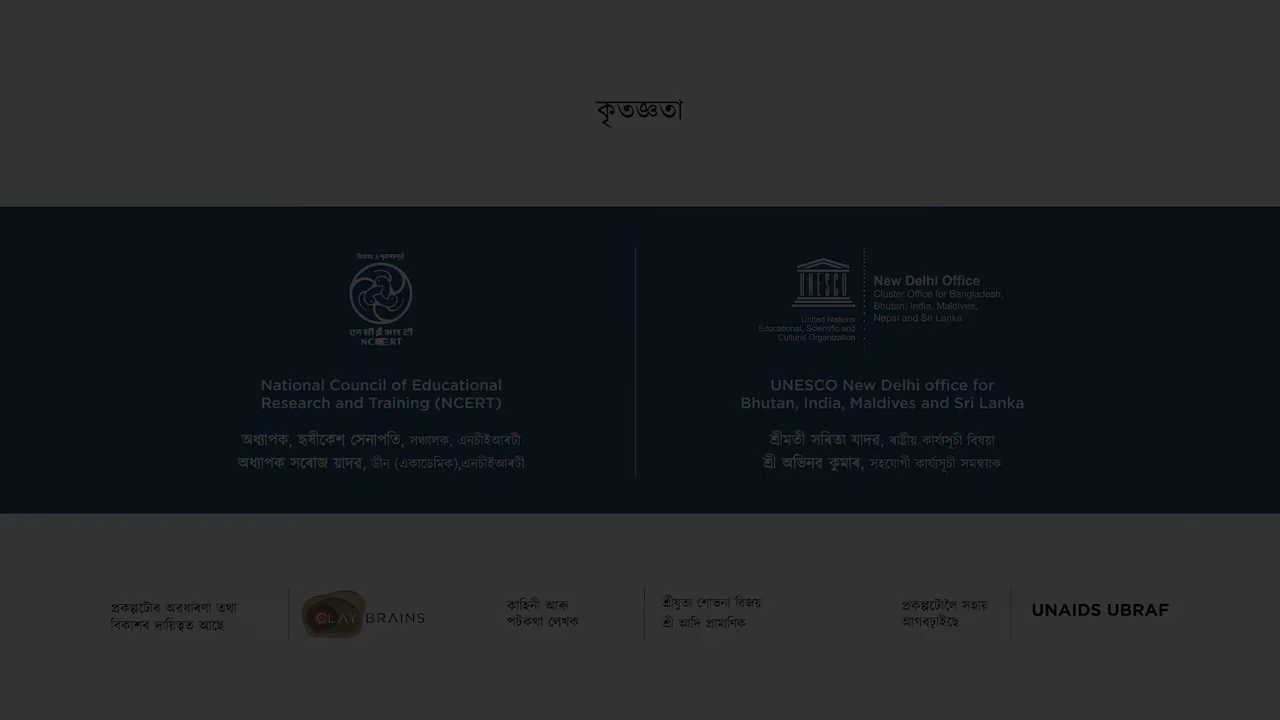 কৃতজ্ঞতা
एन सी ई आर टी
NCERT
UNESCO
United Nations
Educational, Scientific and
Cultural Organization
New Delhi Office
Cluster Office for Bangladesh,
Bhutan, India, Maldives,
Nepal and Sri Lanka
National Council of Educational
Research and Training (NCERT)
অধ্যাপক, হৃষীকেশ সেনাপতি, সঞ্চালক, এনচীইআৰটী
অধ্যাপক সৰোজ য়াদৱ, ডীন (একাডেমিক),এনচীইআৰটী
UNESCO New Delhi office for
Bhutan, India, Maldives and Sri Lanka
শ্ৰীমতী সৰিতা যাদৱ, ৰাষ্ট্ৰীয় কাৰ্য্যসূচী বিষয়া
শ্ৰী অভিনৱ কুমাৰ, সহযোগী কাৰ্য্যসূচী সমন্বয়ক
প্ৰকল্পটোৰ অৱধাৰণা তথা
বিকাশৰ দায়িত্বত আছে
CLAY BRAINS
কাহিনী আৰু
পটকথা লেখক
শ্ৰীযুতা শোভনা বিজয়
শ্ৰী আদি প্ৰামাণিক
প্ৰকল্পটোলৈ সহায়
আগবঢ়াইছে
UNAIDS UBRAF